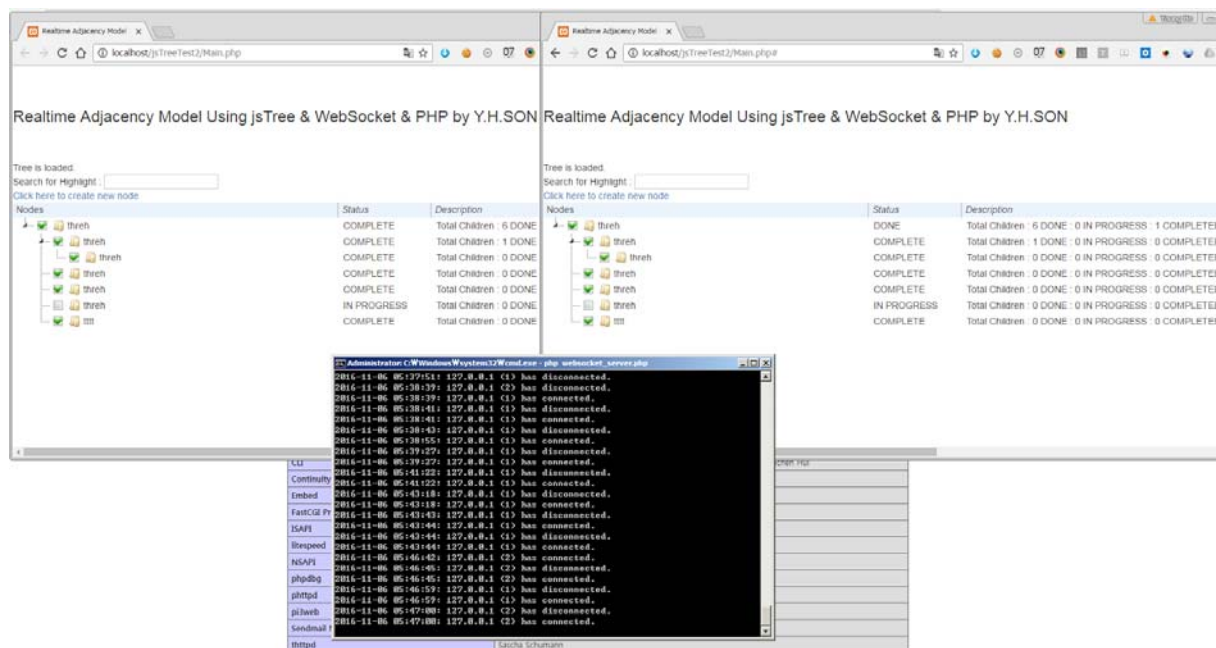 Realtime Adjacency Model x
localhost/jsTreeTest2/Main.php
Realtime Adjacency Model Using jsTree & WebSocket & PHP by Y.H.SON
Tree is loaded.
Search for Highlight :
Click here to create new node
Nodes Status Description
threh COMPLETE Total Children : 6 DONE
threh COMPLETE Total Children : 1 DONE
threh COMPLETE Total Children : 0 DONE
threh COMPLETE Total Children : 0 DONE
threh COMPLETE Total Children : 0 DONE
threh IN PROGRESS Total Children : 0 DONE
tttt COMPLETE Total Children : 0 DONE
Realtime Adjacency Model x
localhost/jsTreeTest2/Main.php#
Realtime Adjacency Model Using jsTree & WebSocket & PHP by Y.H.SON
Tree is loaded.
Search for Highlight :
Click here to create new node
Nodes Status Description
threh DONE Total Children : 6 DONE : 0 IN PROGRESS : 1 COMPLETE
threh COMPLETE Total Children : 1 DONE : 0 IN PROGRESS : 0 COMPLETE
threh COMPLETE Total Children : 0 DONE : 0 IN PROGRESS : 0 COMPLETE
threh COMPLETE Total Children : 0 DONE : 0 IN PROGRESS : 0 COMPLETE
threh COMPLETE Total Children : 0 DONE : 0 IN PROGRESS : 0 COMPLETE
threh IN PROGRESS Total Children : 0 DONE : 0 IN PROGRESS : 0 COMPLETE
tttt COMPLETE Total Children : 0 DONE : 0 IN PROGRESS : 0 COMPLETE
Administrator: C:₩Windows₩system32₩cmd.exe - php websocket_server.php
2016-11-06 05:37:51: 127.0.0.1 (1) has disconnected.
2016-11-06 05:38:39: 127.0.0.1 (2) has disconnected.
2016-11-06 05:38:39: 127.0.0.1 (1) has connected.
2016-11-06 05:38:41: 127.0.0.1 (1) has disconnected.
2016-11-06 05:38:41: 127.0.0.1 (1) has connected.
2016-11-06 05:38:43: 127.0.0.1 (1) has disconnected.
2016-11-06 05:38:55: 127.0.0.1 (1) has connected.
2016-11-06 05:39:27: 127.0.0.1 (1) has disconnected.
2016-11-06 05:39:27: 127.0.0.1 (1) has connected.
2016-11-06 05:41:22: 127.0.0.1 (1) has disconnected.
2016-11-06 05:41:22: 127.0.0.1 (1) has connected.
2016-11-06 05:43:18: 127.0.0.1 (1) has disconnected.
2016-11-06 05:43:18: 127.0.0.1 (1) has connected.
2016-11-06 05:43:43: 127.0.0.1 (1) has disconnected.
2016-11-06 05:43:44: 127.0.0.1 (1) has connected.
2016-11-06 05:43:44: 127.0.0.1 (1) has disconnected.
2016-11-06 05:43:44: 127.0.0.1 (1) has connected.
2016-11-06 05:46:42: 127.0.0.1 (2) has connected.
2016-11-06 05:46:45: 127.0.0.1 (2) has disconnected.
2016-11-06 05:46:45: 127.0.0.1 (2) has connected.
2016-11-06 05:46:59: 127.0.0.1 (1) has disconnected.
2016-11-06 05:46:59: 127.0.0.1 (1) has connected.
2016-11-06 05:47:00: 127.0.0.1 (2) has disconnected.
2016-11-06 05:47:00: 127.0.0.1 (2) has connected.
CLI
Continuity
Embed
FastCGI Pr
ISAPI
litespeed
NSAPI
phpdbg
phttpd
pi3web
Sendmail
thttpd Sascha Schumann